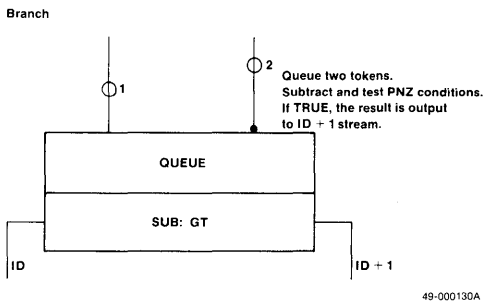 Branch
1
2
Queue two tokens.
Subtract and test PNZ conditions.
If TRUE, the result is output
to ID + 1 stream.
QUEUE
SUB: GT
ID
ID + 1
49-000130A